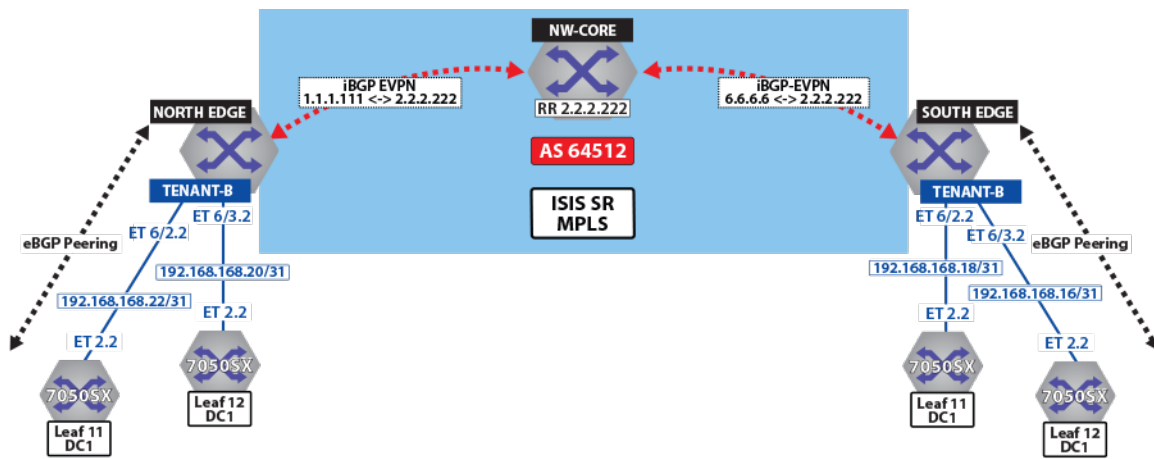 NW-CORE
iBGP EVPN
1.1.1.111 <-> 2.2.2.222
iBGP-EVPN
6.6.6.6 <-> 2.2.2.222
RR 2.2.2.222
NORTH EDGE
SOUTH EDGE
AS 64512
TENANT-B
TENANT-B
ISIS SR
MPLS
ET 6/3.2
ET 6/2.2
ET 6/2.2
ET 6/3.2
eBGP Peering
eBGP Peering
192.168.168.20/31
192.168.168.18/31
192.168.168.22/31
192.168.168.16/31
ET 2.2
ET 2.2
ET 2.2
ET 2.2
7050SX
7050SX
7050SX
7050SX
Leaf 12
DC1
Leaf 11
DC1
Leaf 11
DC1
Leaf 12
DC1